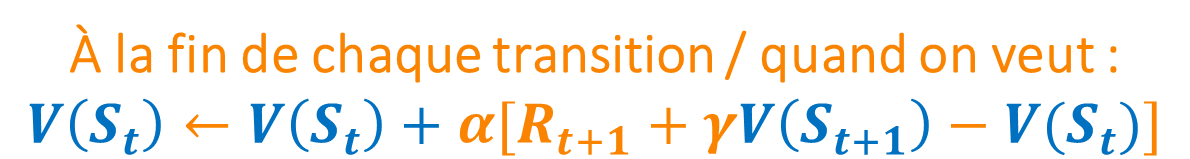 À la fin de chaque transition / quand on veut :
V(S_t) ← V(S_t) + α[R_{t+1} + γV(S_{t+1}) − V(S_t)]